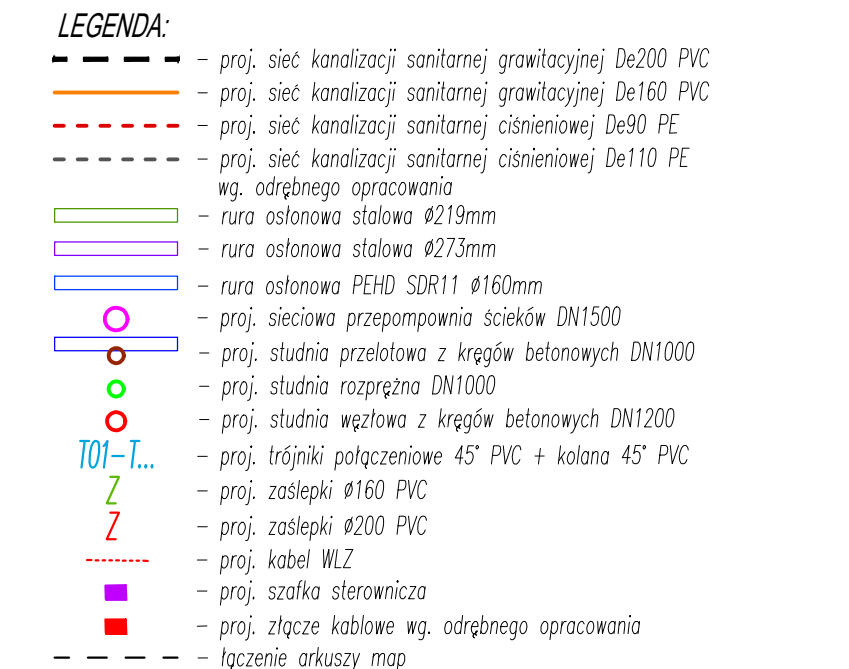 LEGENDA:
– proj. sieć kanalizacji sanitarnej grawitacyjnej De200 PVC
– proj. sieć kanalizacji sanitarnej grawitacyjnej De160 PVC
– proj. sieć kanalizacji sanitarnej ciśnieniowej De90 PE
– proj. sieć kanalizacji sanitarnej ciśnieniowej De110 PE
wg. odrębnego opracowania
– rura osłonowa stalowa Ø219mm
– rura osłonowa stalowa Ø273mm
– rura osłonowa PEHD SDR11 Ø160mm
– proj. sieciowa przepompownia ścieków DN1500
– proj. studnia przelotowa z kręgów betonowych DN1000
– proj. studnia rozprężna DN1000
– proj. studnia węzłowa z kręgów betonowych DN1200
T01–T... – proj. trójniki połączeniowe 45° PVC + kolana 45° PVC
Z – proj. zaślepki Ø160 PVC
Z – proj. zaślepki Ø200 PVC
– proj. kabel WLZ
– proj. szafka sterownicza
– proj. złącze kablowe wg. odrębnego opracowania
– łączenie arkuszy map